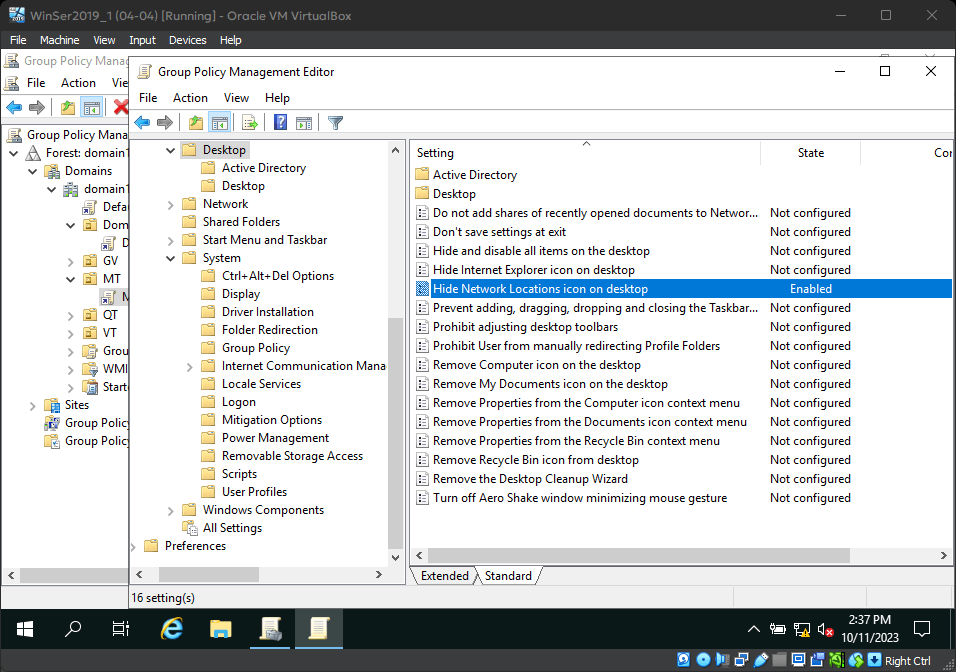 WinSer2019_1 (04-04) [Running] - Oracle VM VirtualBox
File Machine View Input Devices Help
Group Policy Mana
File Action Vie
Group Policy Mana
Forest: domain1
Domains
domain1
Defau
Dom
D
GV
MT
M
QT
VT
Grou
WMI
Starte
Sites
Group Policy
Group Policy
Group Policy Management Editor
File Action View Help
Desktop
Active Directory
Desktop
Network
Shared Folders
Start Menu and Taskbar
System
Ctrl+Alt+Del Options
Display
Driver Installation
Folder Redirection
Group Policy
Internet Communication Mana
Locale Services
Logon
Mitigation Options
Power Management
Removable Storage Access
Scripts
User Profiles
Windows Components
All Settings
Preferences
Setting State Cor
Active Directory
Desktop
Do not add shares of recently opened documents to Networ... Not configured
Don't save settings at exit Not configured
Hide and disable all items on the desktop Not configured
Hide Internet Explorer icon on desktop Not configured
Hide Network Locations icon on desktop Enabled
Prevent adding, dragging, dropping and closing the Taskbar... Not configured
Prohibit adjusting desktop toolbars Not configured
Prohibit User from manually redirecting Profile Folders Not configured
Remove Computer icon on the desktop Not configured
Remove My Documents icon on the desktop Not configured
Remove Properties from the Computer icon context menu Not configured
Remove Properties from the Documents icon context menu Not configured
Remove Properties from the Recycle Bin context menu Not configured
Remove Recycle Bin icon from desktop Not configured
Remove the Desktop Cleanup Wizard Not configured
Turn off Aero Shake window minimizing mouse gesture Not configured
Extended Standard
16 setting(s)
2:37 PM
10/11/2023
Right Ctrl